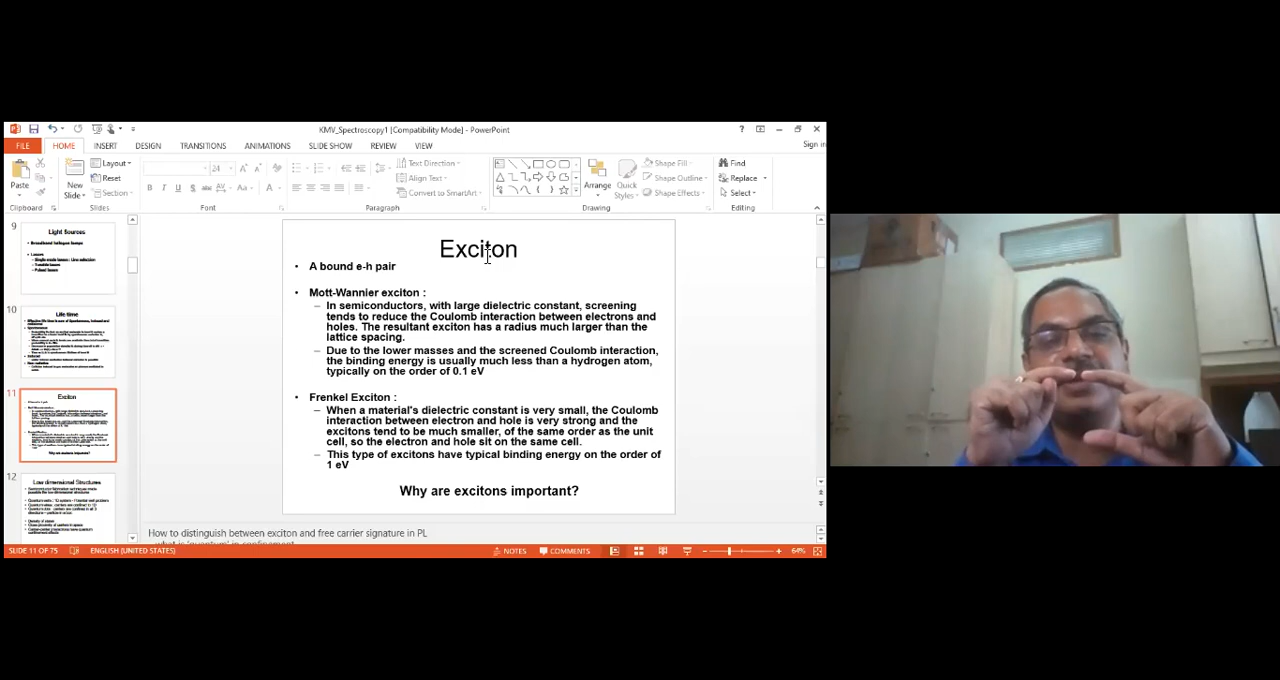 KMV_Spectroscopy1 [Compatibility Mode] - PowerPoint
Sign in
FILE HOME INSERT DESIGN TRANSITIONS ANIMATIONS SLIDE SHOW REVIEW VIEW
Paste
Clipboard
New Slide
Layout
Reset
Section
Slides
24
B I U S abc AV Aa A
Font
Text Direction
Align Text
Convert to SmartArt
Paragraph
Arrange
Quick Styles
Shape Fill
Shape Outline
Shape Effects
Drawing
Find
Replace
Select
Editing
9
Light Sources
10
Life time
11
Exciton
12
Low dimensional Structures
Exciton
• A bound e-h pair
• Mott-Wannier exciton :
– In semiconductors, with large dielectric constant, screening
tends to reduce the Coulomb interaction between electrons and
holes. The resultant exciton has a radius much larger than the
lattice spacing.
– Due to the lower masses and the screened Coulomb interaction,
the binding energy is usually much less than a hydrogen atom,
typically on the order of 0.1 eV
• Frenkel Exciton :
– When a material's dielectric constant is very small, the Coulomb
interaction between electron and hole is very strong and the
excitons tend to be much smaller, of the same order as the unit
cell, so the electron and hole sit on the same cell.
– This type of excitons have typical binding energy on the order of
1 eV
Why are excitons important?
How to distinguish between exciton and free carrier signature in PL
SLIDE 11 OF 75 ENGLISH (UNITED STATES) NOTES COMMENTS 64%